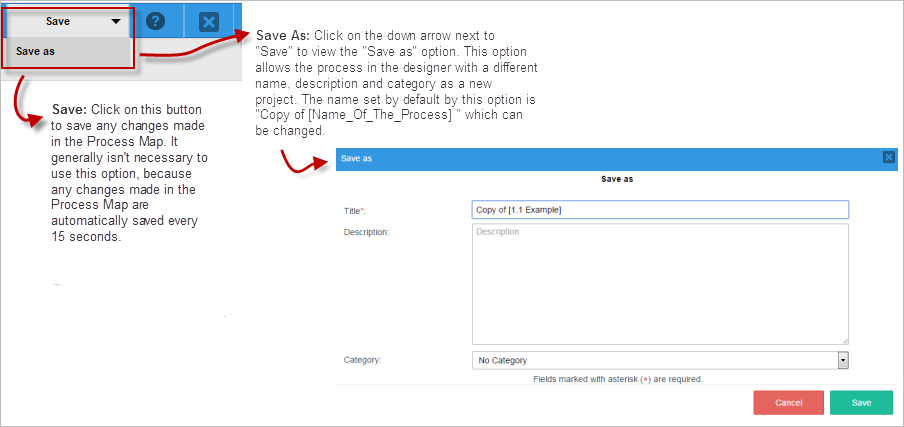 Save
?
Save as
Save As: Click on the down arrow next to
"Save" to view the "Save as" option. This option
allows the process in the designer with a different
name, description and category as a new
project. The name set by default by this option is
"Copy of [Name_Of_The_Process] " which can
be changed.
Save: Click on this button
to save any changes made
in the Process Map. It
generally isn't necessary to
use this option, because
any changes made in the
Process Map are
automatically saved every
15 seconds.
Save as
Save as
Title*: Copy of [1.1 Example]
Description: Description
Category: No Category
Fields marked with asterisk (*) are required.
Cancel Save